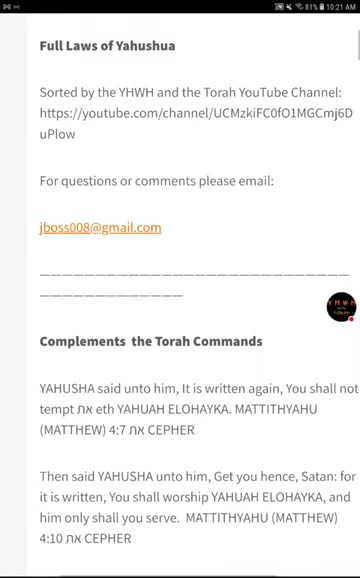 81% 10:21 AM
Full Laws of Yahushua
Sorted by the YHWH and the Torah YouTube Channel:
https://youtube.com/channel/UCMzkiFC0fO1MGCmj6D
uPlow
For questions or comments please email:
jboss008@gmail.com
————————————————————————————
—————————————
YHWH
TORAH
Complements the Torah Commands
YAHUSHA said unto him, It is written again, You shall not
tempt את eth YAHUAH ELOHAYKA. MATTITHYAHU
(MATTHEW) 4:7 את CEPHER
Then said YAHUSHA unto him, Get you hence, Satan: for
it is written, You shall worship YAHUAH ELOHAYKA, and
him only shall you serve. MATTITHYAHU (MATTHEW)
4:10 את CEPHER